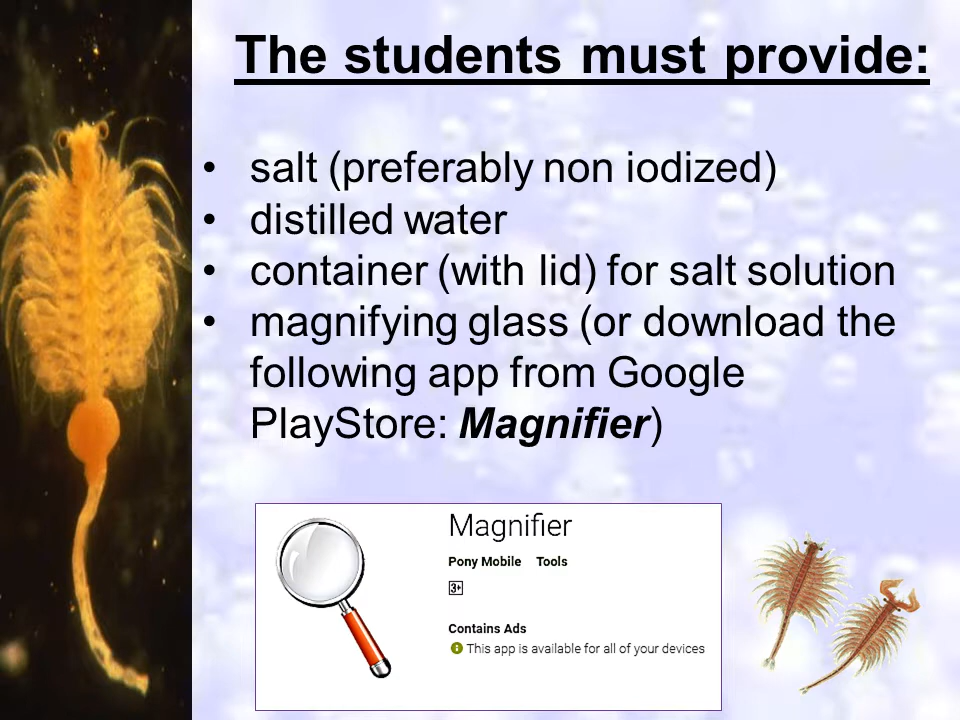 The students must provide:
• salt (preferably non iodized)
• distilled water
• container (with lid) for salt solution
• magnifying glass (or download the
following app from Google
PlayStore: Magnifier)
Magnifier
Pony Mobile Tools
3+
Contains Ads
This app is available for all of your devices